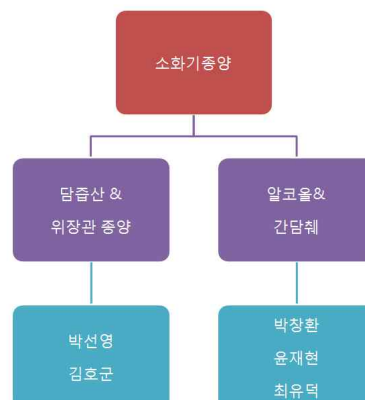 소화기종양
담즙산 &
위장관 종양
알코올&
간담췌
박선영
김호군
박창환
윤재현
최유덕